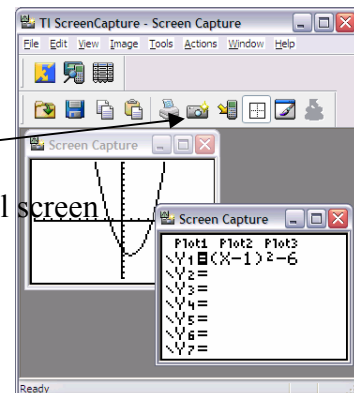 TI ScreenCapture - Screen Capture
File Edit View Image Tools Actions Window Help
Screen Capture
l screen
Screen Capture
Plot1 Plot2 Plot3
\Y1=(X-1)²-6
\Y2=
\Y3=
\Y4=
\Y5=
\Y6=
\Y7=
Ready